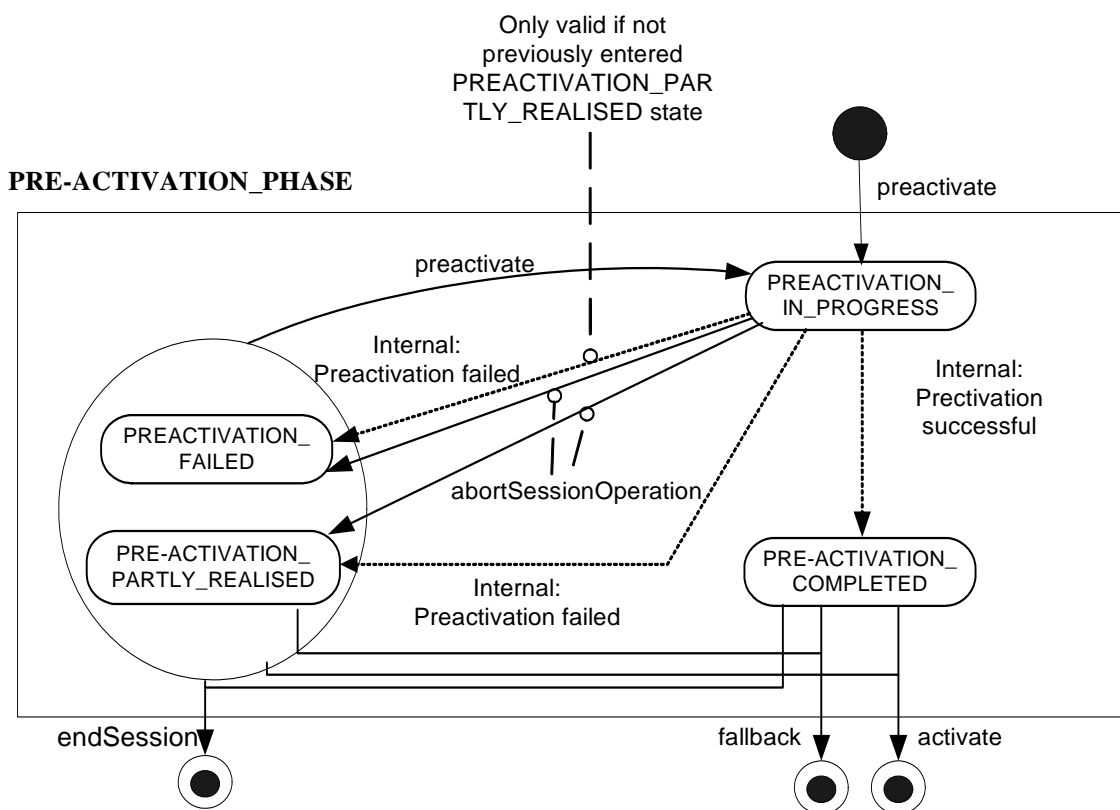 Only valid if not
previously entered
PREACTIVATION_PAR
TLY_REALISED state
PRE-ACTIVATION_PHASE
preactivate
preactivate
PREACTIVATION_
IN_PROGRESS
Internal:
Preactivation failed
Internal:
Prectivation
successful
PREACTIVATION_
FAILED
abortSessionOperation
PRE-ACTIVATION_
PARTLY_REALISED
PRE-ACTIVATION_
COMPLETED
Internal:
Preactivation failed
endSession
fallback
activate